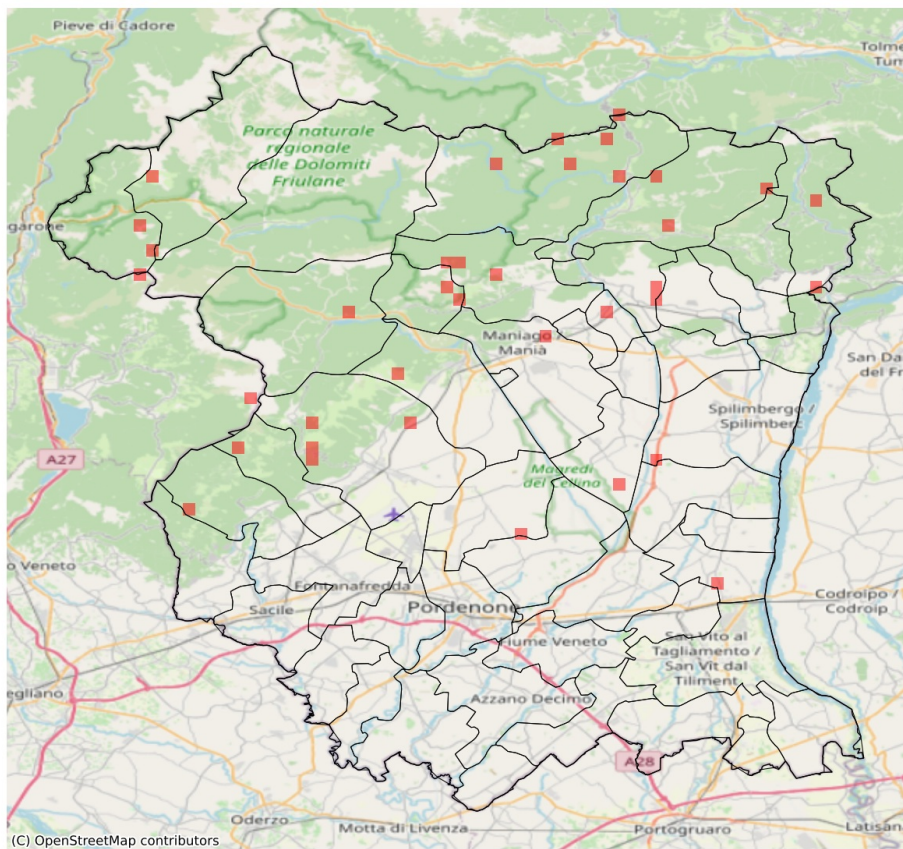 Pieve di Cadore
Tolme
Tum
Parco naturale
regionale
delle Dolomiti
Friulane
garone
Maniago /
Manià
San Da
del Fr
Spilimbergo /
Spilimberc
A27
Magredi
del Cellina
o Veneto
Fontanafredda
Sacile
Pordenone
Codroipo /
Codroip
Fiume Veneto
San Vito al
Tagliamento /
San Vit dal
Tiliment
egliano
Azzano Decimo
A28
Oderzo
Motta di Livenza
Portogruaro
Latisan
(C) OpenStreetMap contributors